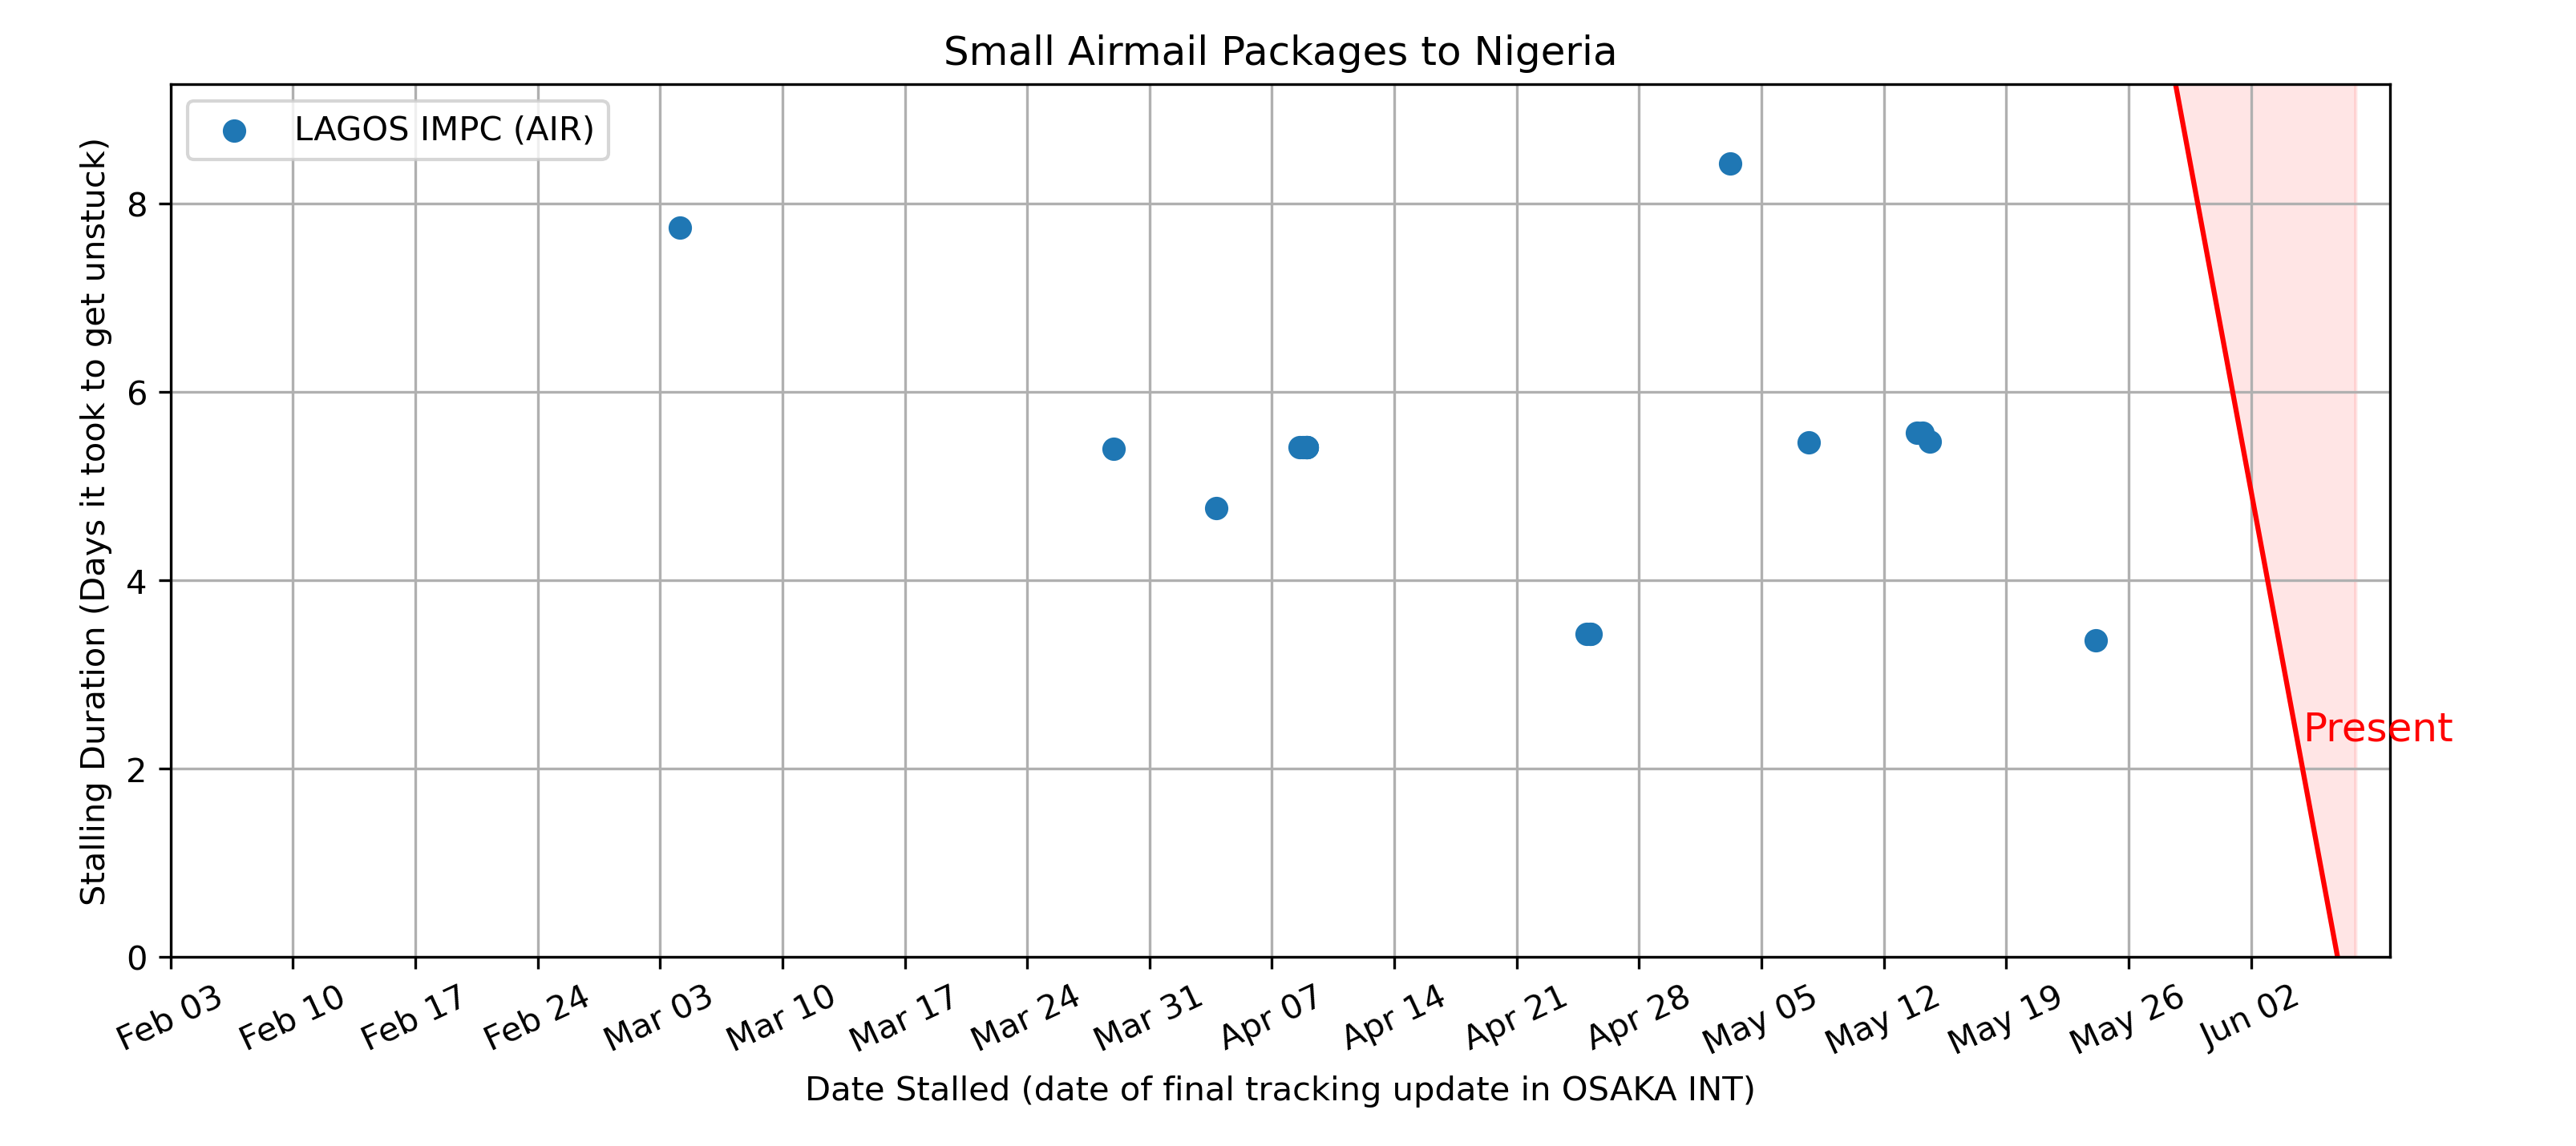 Small Airmail Packages to Nigeria
LAGOS IMPC (AIR)
Stalling Duration (Days it took to get unstuck)
8
6
4
2
0
Present
Feb 03
Feb 10
Feb 17
Feb 24
Mar 03
Mar 10
Mar 17
Mar 24
Mar 31
Apr 07
Apr 14
Apr 21
Apr 28
May 05
May 12
May 19
May 26
Jun 02
Date Stalled (date of final tracking update in OSAKA INT)